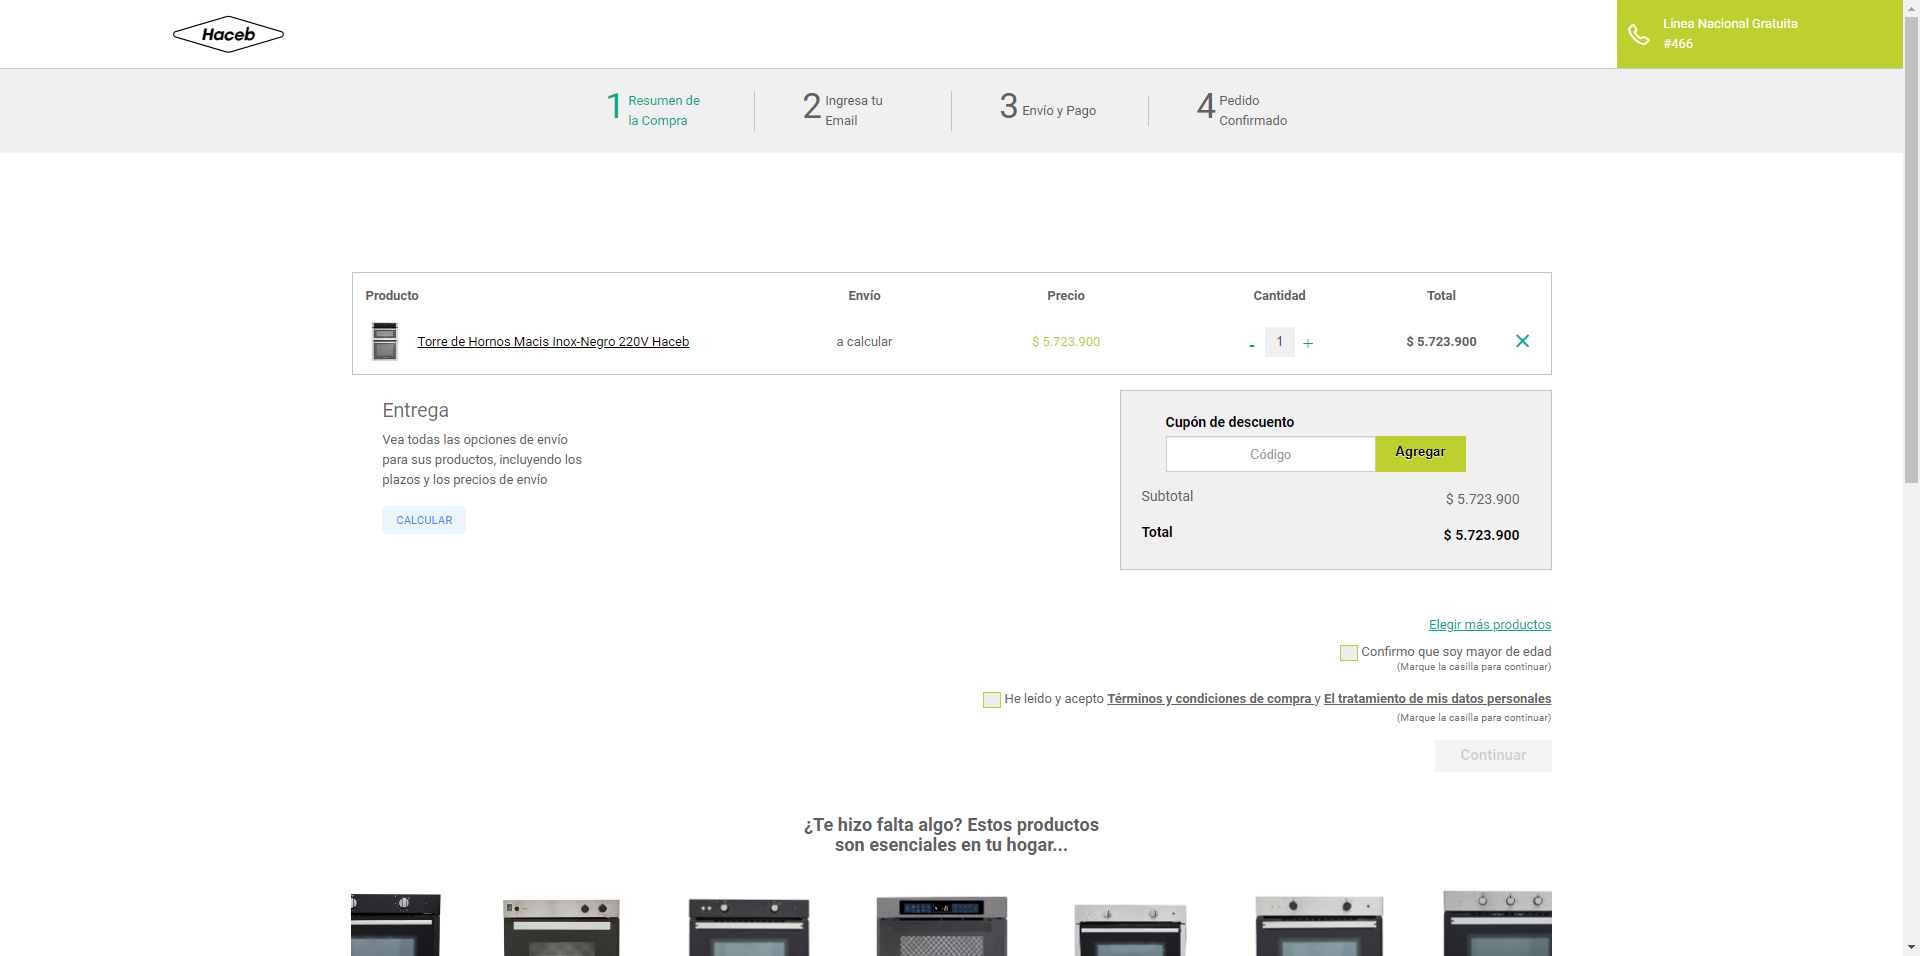 Haceb
Linea Nacional Gratuita
#466
1 Resumen de
la Compra
2 Ingresa tu
Email
3 Envío y Pago
4 Pedido
Confirmado
Producto Envío Precio Cantidad Total
Torre de Hornos Macis Inox-Negro 220V Haceb a calcular $ 5.723.900 - 1 + $ 5.723.900
Entrega
Vea todas las opciones de envío
para sus productos, incluyendo los
plazos y los precios de envío
CALCULAR
Cupón de descuento
Código Agregar
Subtotal $ 5.723.900
Total $ 5.723.900
Elegir más productos
Confirmo que soy mayor de edad
(Marque la casilla para continuar)
He leído y acepto Términos y condiciones de compra y El tratamiento de mis datos personales
(Marque la casilla para continuar)
Continuar
¿Te hizo falta algo? Estos productos
son esenciales en tu hogar...